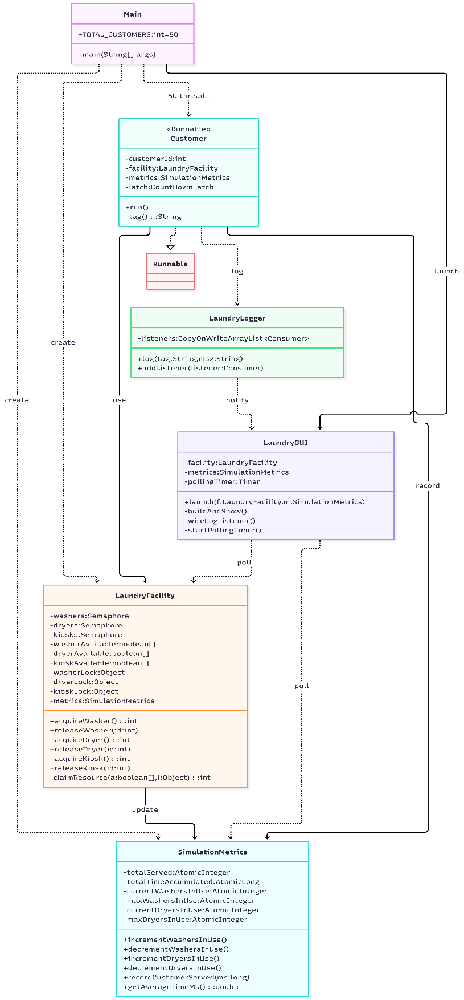 Main
+TOTAL_CUSTOMERS:int=50
+main(String[] args)
50 threads
«Runnable»
Customer
-customerId:int
-facility:LaundryFacility
-metrics:SimulationMetrics
-latch:CountDownLatch
+run()
-tag() : :String
Runnable
log
launch
LaundryLogger
-listeners:CopyOnWriteArrayList<Consumer>
create
+log(tag:String,msg:String)
+addListener(listener:Consumer)
create
use
notify
LaundryGUI
-facility:LaundryFacility
-metrics:SimulationMetrics
-pollingTimer:Timer
record
+launch(f:LaundryFacility,m:SimulationMetrics)
-buildAndShow()
-wireLogListener()
-startPollingTimer()
poll
LaundryFacility
-washers:Semaphore
-dryers:Semaphore
-kiosks:Semaphore
-washerAvailable:boolean[]
-dryerAvailable:boolean[]
-kioskAvailable:boolean[]
-washerLock:Object
-dryerLock:Object
-kioskLock:Object
-metrics:SimulationMetrics
poll
+acquireWasher() : :int
+releaseWasher(id:int)
+acquireDryer() : :int
+releaseDryer(id:int)
+acquireKiosk() : :int
+releaseKiosk(id:int)
-claimResource(a:boolean[],l:Object) : :int
update
SimulationMetrics
-totalServed:AtomicInteger
-totalTimeAccumulated:AtomicLong
-currentWashersInUse:AtomicInteger
-maxWashersInUse:AtomicInteger
-currentDryersInUse:AtomicInteger
-maxDryersInUse:AtomicInteger
+incrementWashersInUse()
+decrementWashersInUse()
+incrementDryersInUse()
+decrementDryersInUse()
+recordCustomerServed(ms:long)
+getAverageTimeMs() : :double